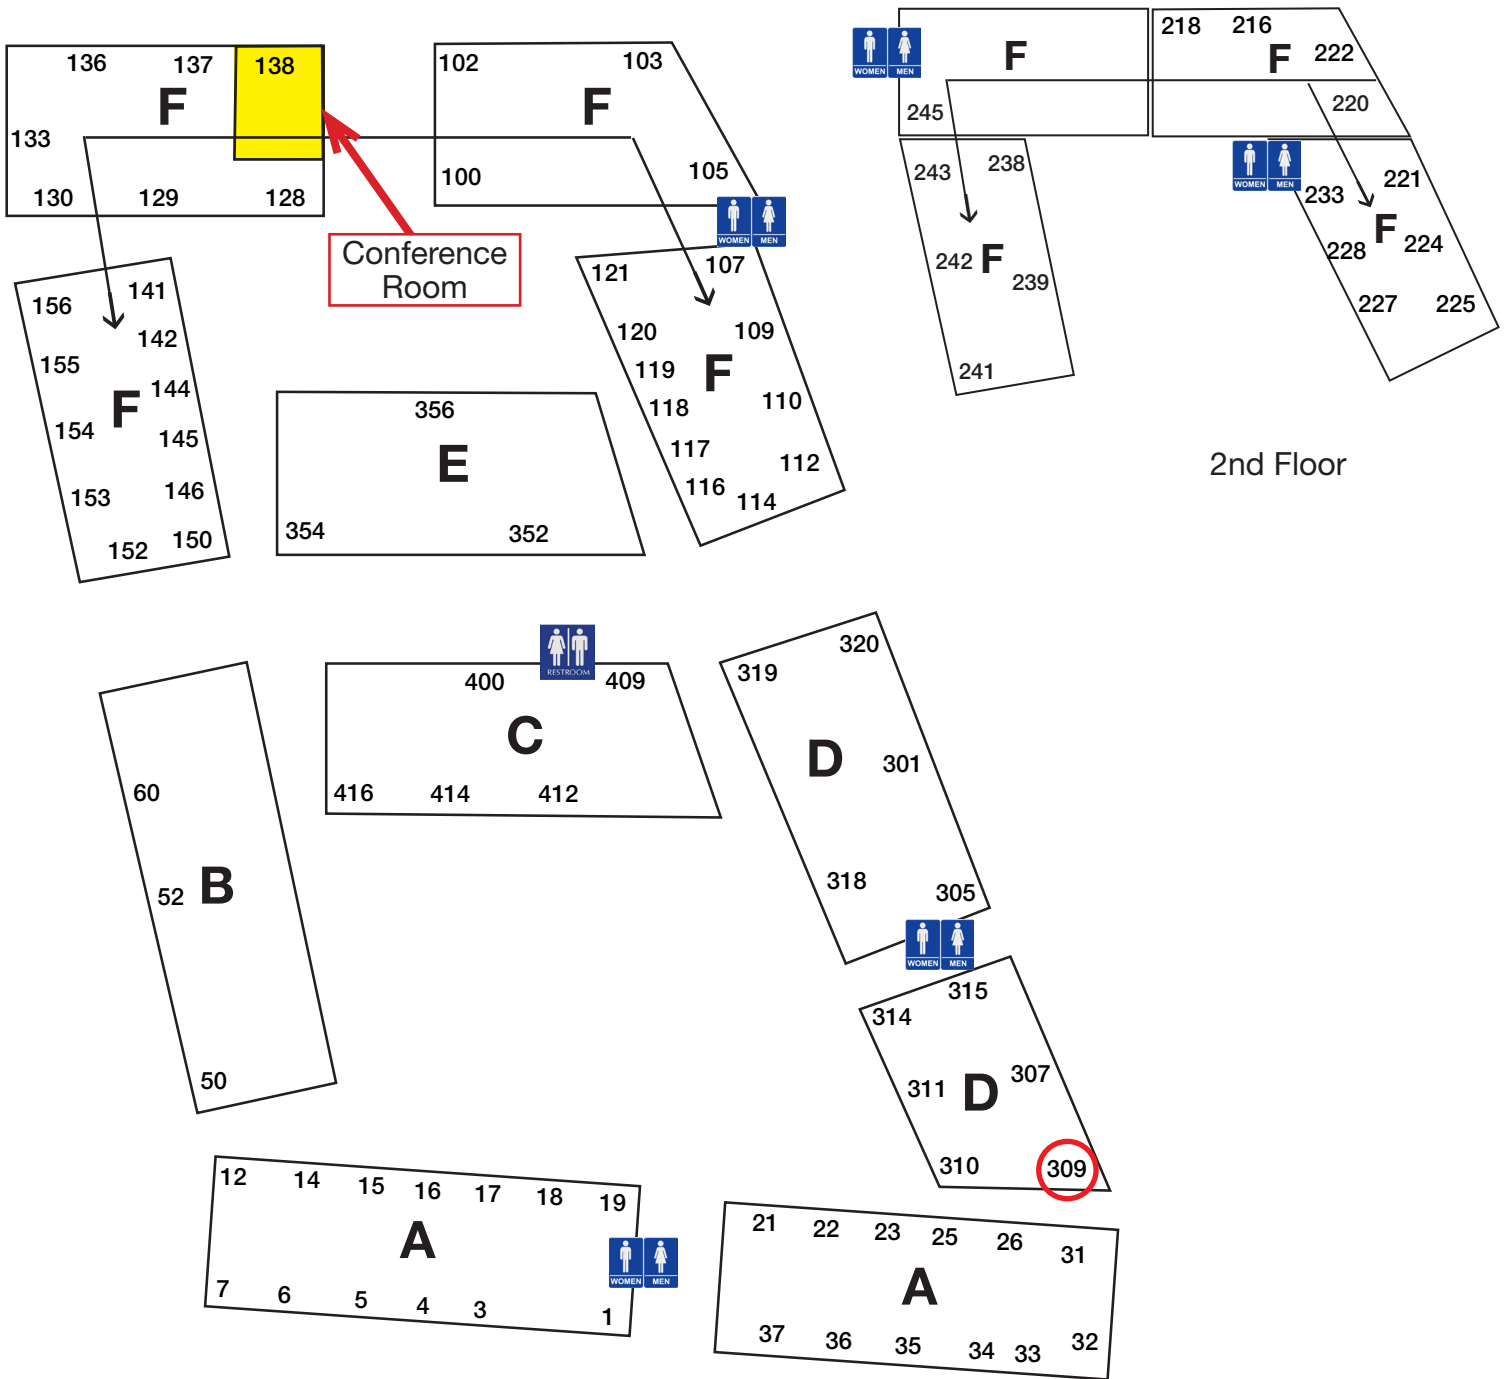 136 137 138
F
133
130 129 128
Conference
Room
102 103
F
100 105
WOMEN MEN
156 141
142
155
144
F
154 145
153 146
152 150
121 107
120 109
119
F
118 110
117
112
116
114
356
E
354 352
F
245
WOMEN MEN
218 216
F 222
220
243 238
242 F
239
241
WOMEN MEN
221
233
F
228 224
227 225
2nd Floor
RESTROOM
400 409
C
416 414 412
60
52 B
50
320
319
D 301
318 305
WOMEN MEN
315
314
307
311 D
310 309
12 14 15 16 17 18 19
A
7 6 5 4 3 1
WOMEN MEN
21 22 23 25 26 31
A
37 36 35 34 33 32